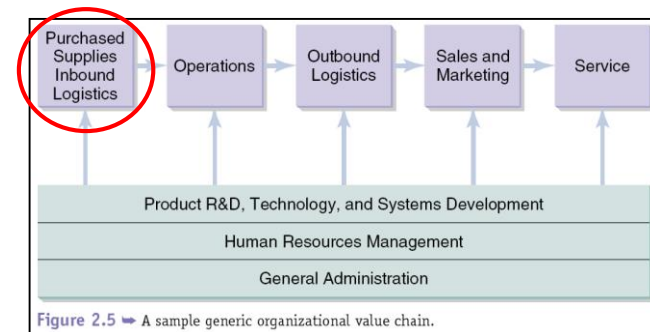 Purchased
Supplies
Inbound
Logistics
Operations
Outbound
Logistics
Sales and
Marketing
Service
Product R&D, Technology, and Systems Development
Human Resources Management
General Administration
Figure 2.5 ➥ A sample generic organizational value chain.